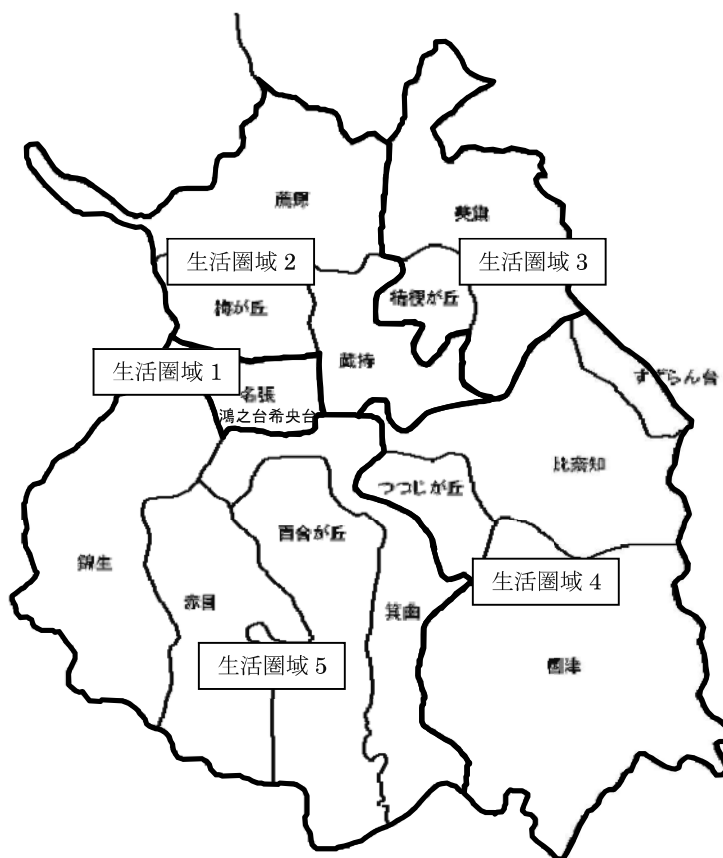 薦原
美旗
生活圏域 2
生活圏域 3
梅が丘
桔梗が丘
蔵持
生活圏域 1
すずらん台
名張
鴻之台希央台
比奈知
つつじが丘
百合が丘
錦生
赤目
箕曲
生活圏域 4
生活圏域 5
國津